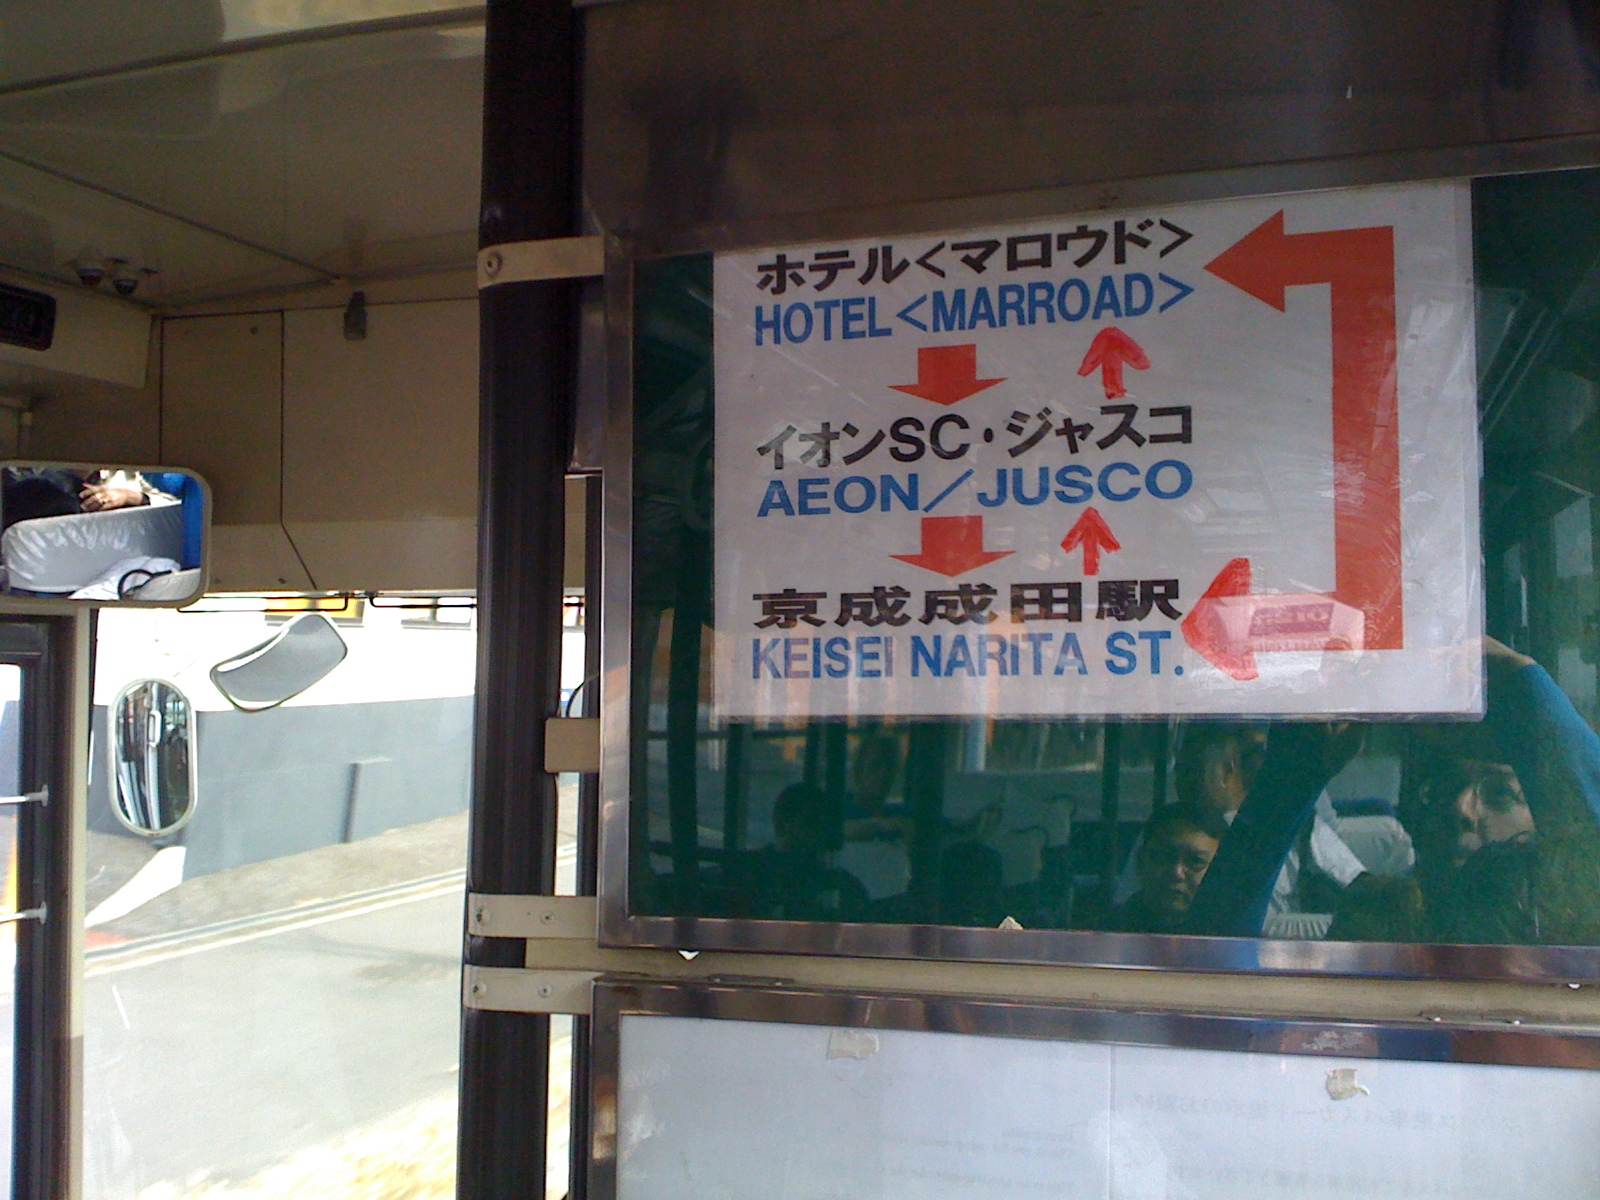 ホテル<マロウド>
HOTEL<MARROAD>
イオンSC・ジャスコ
AEON／JUSCO
京成成田駅
KEISEI NARITA ST.